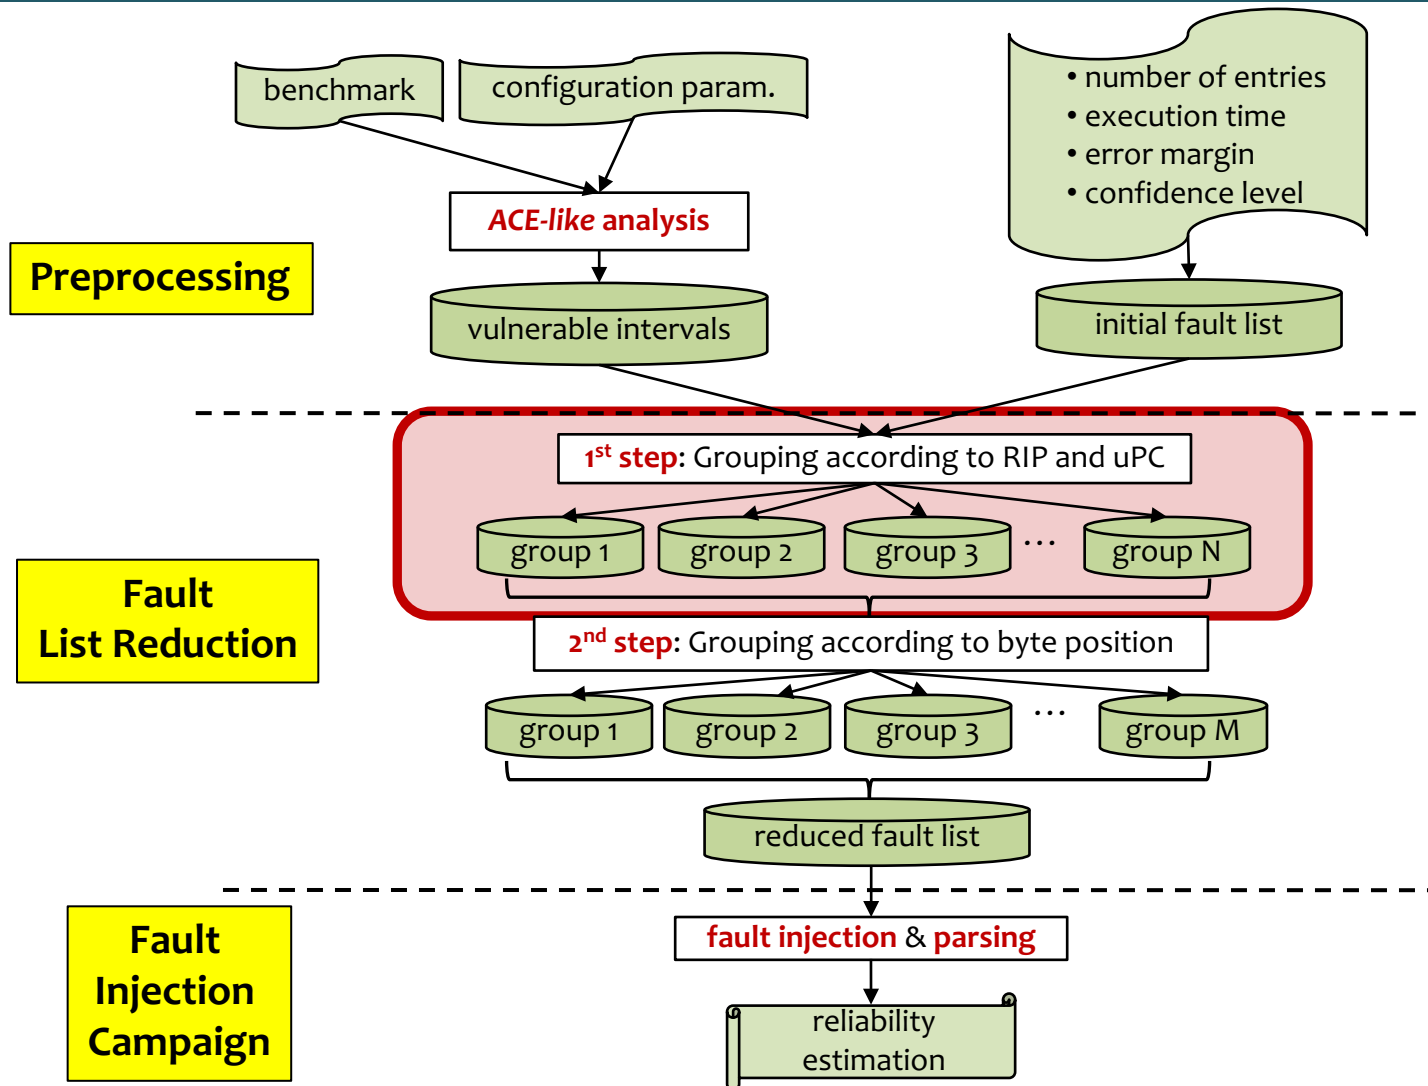 benchmark
configuration param.
• number of entries
• execution time
• error margin
• confidence level
ACE-like analysis
Preprocessing
vulnerable intervals
initial fault list
1st step: Grouping according to RIP and uPC
group 1
group 2
group 3
...
group N
Fault
List Reduction
2nd step: Grouping according to byte position
group 1
group 2
group 3
...
group M
reduced fault list
Fault
Injection
Campaign
fault injection & parsing
reliability
estimation